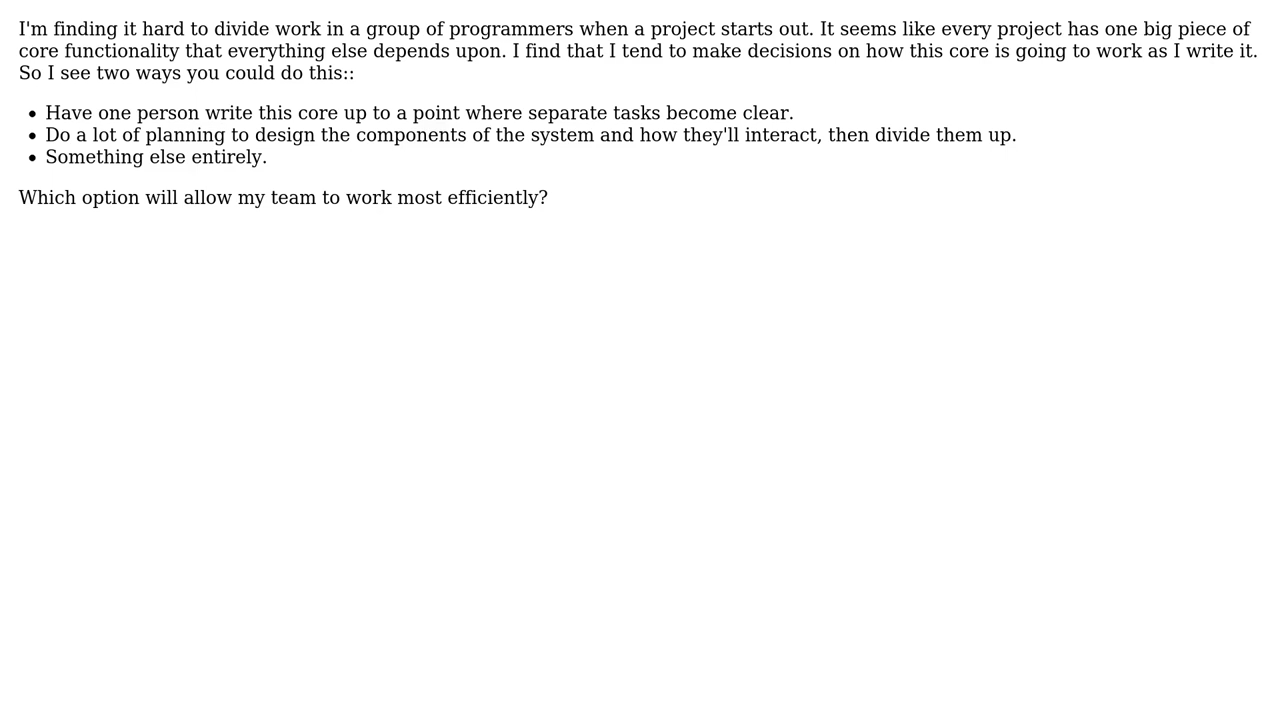 I'm finding it hard to divide work in a group of programmers when a project starts out. It seems like every project has one big piece of
core functionality that everything else depends upon. I find that I tend to make decisions on how this core is going to work as I write it.
So I see two ways you could do this::
• Have one person write this core up to a point where separate tasks become clear.
• Do a lot of planning to design the components of the system and how they'll interact, then divide them up.
• Something else entirely.
Which option will allow my team to work most efficiently?